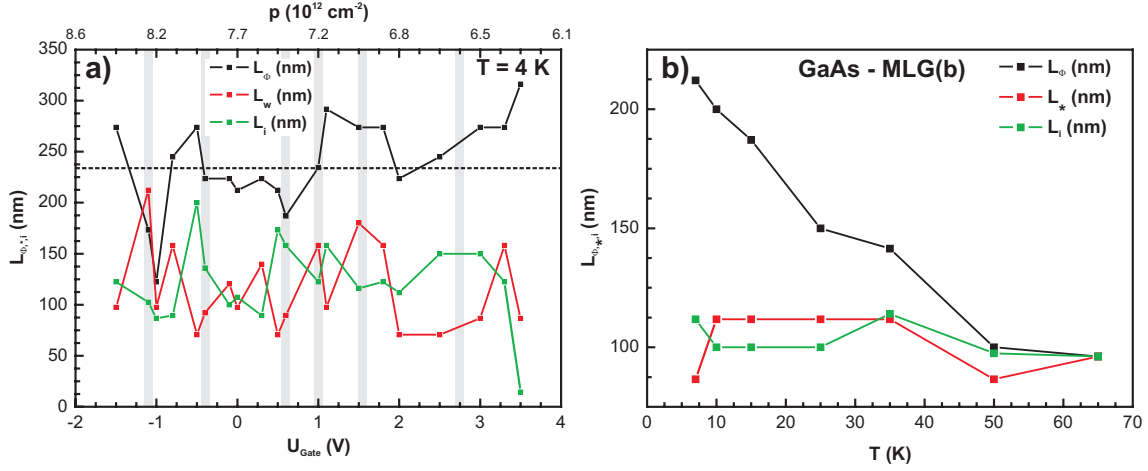 p (10¹² cm⁻²)
8.6 8.2 7.7 7.2 6.8 6.5 6.1
a)
T = 4 K
L_Φ (nm)
L_w (nm)
L_i (nm)
350
300
250
200
150
100
50
0
L_Φ,*,i (nm)
-2 -1 0 1 2 3 4
U_Gate (V)
b)
GaAs - MLG(b)
L_Φ (nm)
L_* (nm)
L_i (nm)
200
150
100
L_Φ,*,i (nm)
0 10 20 30 40 50 60 70
T (K)